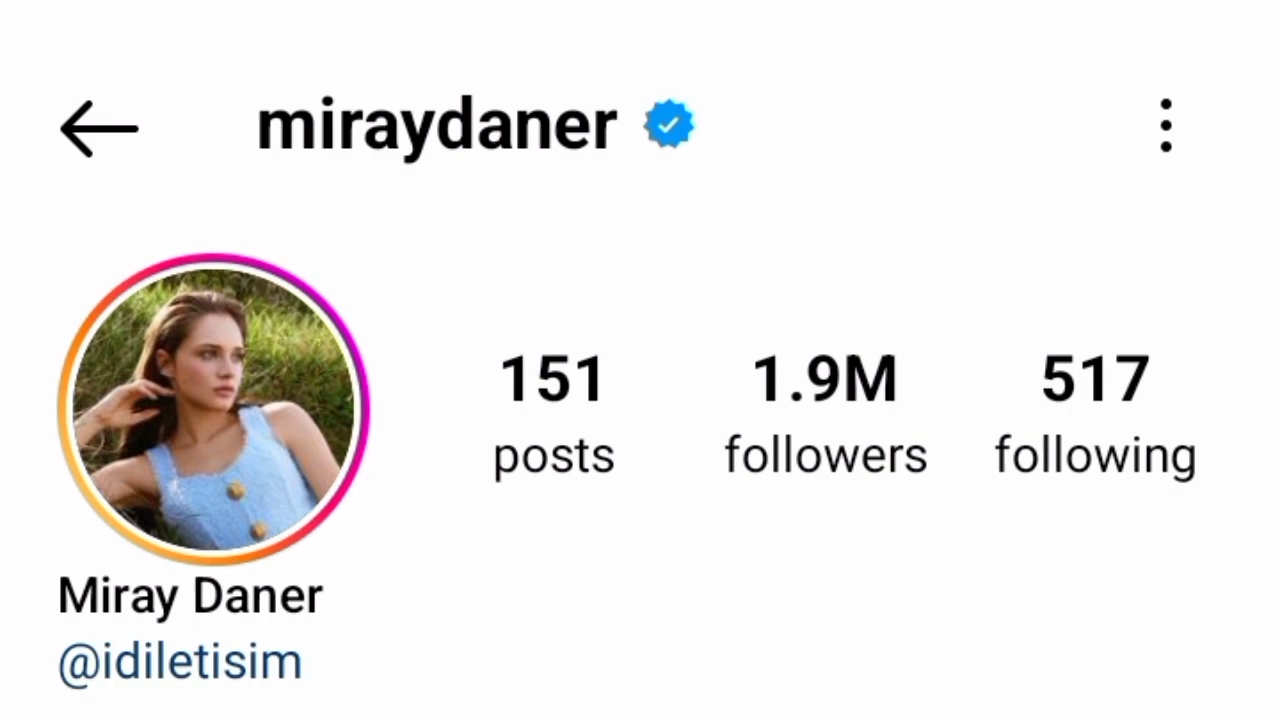 miraydaner
151 1.9M 517
posts followers following
Miray Daner
@idiletisim